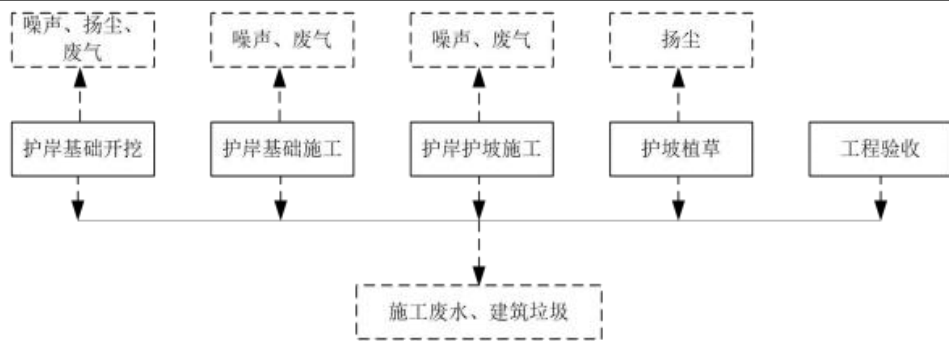 噪声、扬尘、
废气
噪声、废气
噪声、废气
扬尘
护岸基础开挖
护岸基础施工
护岸护坡施工
护坡植草
工程验收
施工废水、建筑垃圾